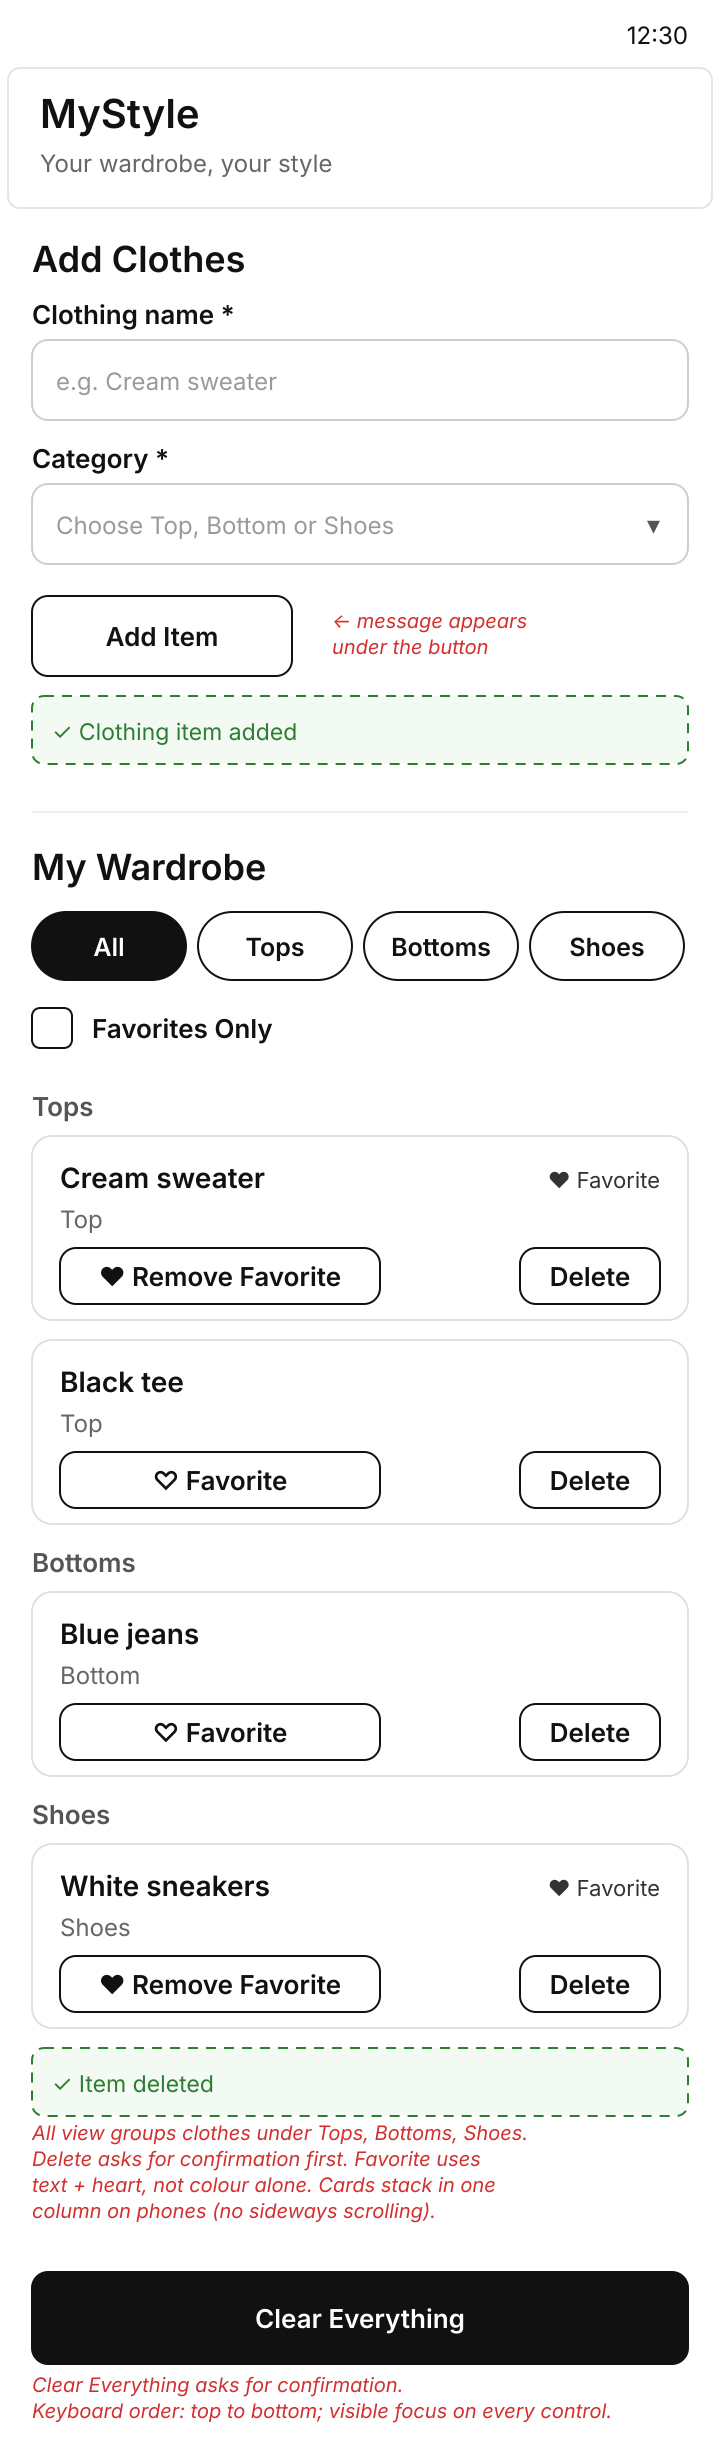 12:30
MyStyle
Your wardrobe, your style
Add Clothes
Clothing name *
e.g. Cream sweater
Category *
Choose Top, Bottom or Shoes ▼
Add Item
← message appears
under the button
✓ Clothing item added
My Wardrobe
All Tops Bottoms Shoes
Favorites Only
Tops
Cream sweater ♥ Favorite
Top
♥ Remove Favorite Delete
Black tee
Top
♡ Favorite Delete
Bottoms
Blue jeans
Bottom
♡ Favorite Delete
Shoes
White sneakers ♥ Favorite
Shoes
♥ Remove Favorite Delete
✓ Item deleted
All view groups clothes under Tops, Bottoms, Shoes.
Delete asks for confirmation first. Favorite uses
text + heart, not colour alone. Cards stack in one
column on phones (no sideways scrolling).
Clear Everything
Clear Everything asks for confirmation.
Keyboard order: top to bottom; visible focus on every control.